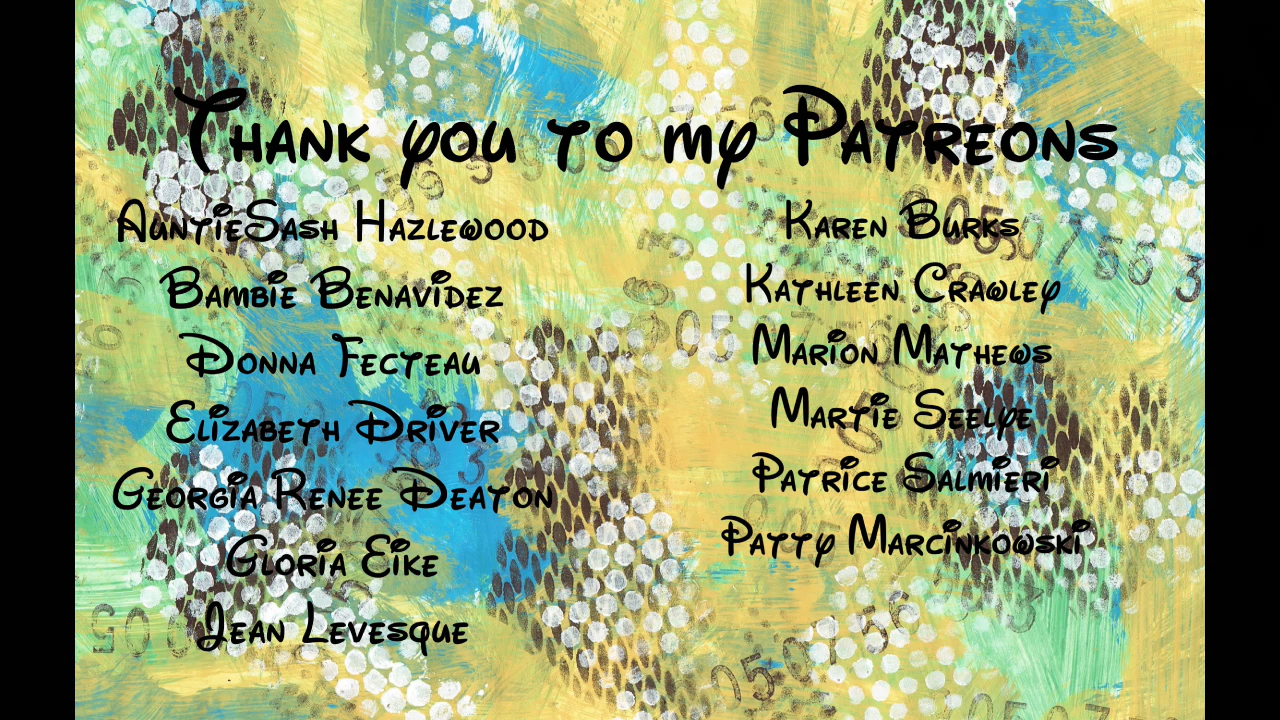 Thank you to my Patreons
AuntieSash Hazlewood
Bambie Benavidez
Donna Fecteau
Elizabeth Driver
Georgia Renee Deaton
Gloria Eike
Jean Levesque
Karen Burks
Kathleen Crawley
Marion Mathews
Martie Seelye
Patrice Salmieri
Patty Marcinkowski